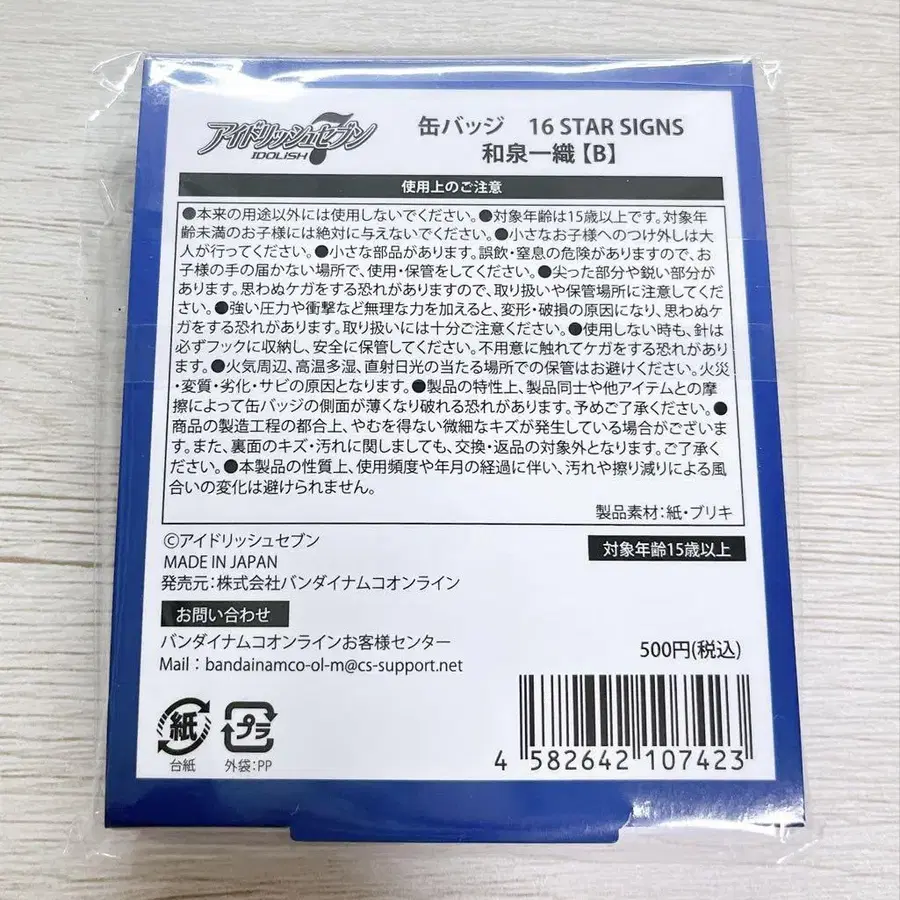 アイドリッシュセブン
IDOLISH7
缶バッジ　16 STAR SIGNS
和泉一織【B】
使用上のご注意
●本来の用途以外には使用しないでください。●対象年齢は15歳以上です。対象年
齢未満のお子様には絶対に与えないでください。●小さなお子様へのつけ外しは大
人が行ってください。●小さな部品があります。誤飲・窒息の危険がありますので、お
子様の手の届かない場所で、使用・保管をしてください。●尖った部分や鋭い部分が
あります。思わぬケガをする恐れがありますので、取り扱いや保管場所に注意してくだ
さい。●強い圧力や衝撃など無理な力を加えると、変形・破損の原因になり、思わぬケ
ガをする恐れがあります。取り扱いには十分ご注意ください。●使用しない時も、針は
必ずフックに収納し、安全に保管してください。不用意に触れてケガをする恐れがあり
ます。●火気周辺、高温多湿、直射日光の当たる場所での保管はお避けください。火災
・変質・劣化・サビの原因となります。●製品の特性上、製品同士や他アイテムとの摩
擦によって缶バッジの側面が薄くなり破れる恐れがあります。予めご了承ください。●
商品の製造工程の都合上、やむを得ない微細なキズが発生している場合がございま
す。また、裏面のキズ・汚れに関しましても、交換・返品の対象外となります。ご了承く
ださい。●本製品の性質上、使用頻度や年月の経過に伴い、汚れや擦り減りによる風
合いの変化は避けられません。
製品素材：紙・ブリキ
©アイドリッシュセブン
MADE IN JAPAN
発売元：株式会社バンダイナムコオンライン
対象年齢15歳以上
お問い合わせ
バンダイナムコオンラインお客様センター
Mail：bandainamco-ol-m@cs-support.net
500円(税込)
紙
台紙
プラ
外袋：PP
4 582642 107423